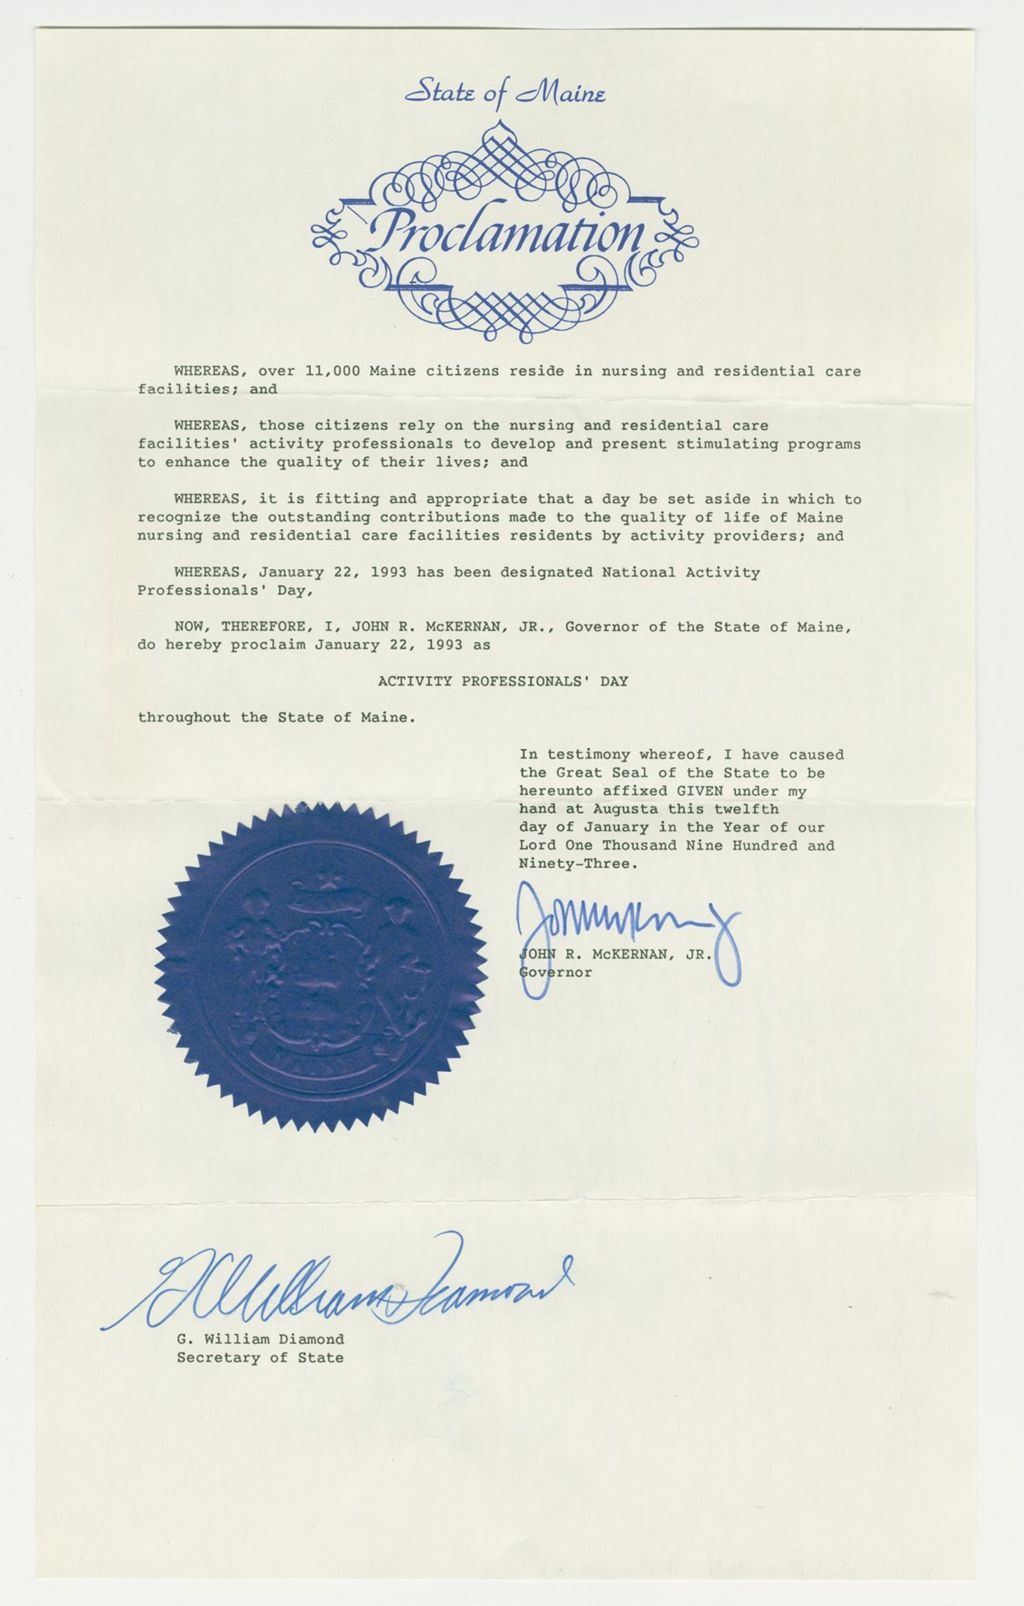 State of Maine
Proclamation
WHEREAS, over 11,000 Maine citizens reside in nursing and residential care
facilities; and
WHEREAS, those citizens rely on the nursing and residential care
facilities' activity professionals to develop and present stimulating programs
to enhance the quality of their lives; and
WHEREAS, it is fitting and appropriate that a day be set aside in which to
recognize the outstanding contributions made to the quality of life of Maine
nursing and residential care facilities residents by activity providers; and
WHEREAS, January 22, 1993 has been designated National Activity
Professionals' Day,
NOW, THEREFORE, I, JOHN R. McKERNAN, JR., Governor of the State of Maine,
do hereby proclaim January 22, 1993 as
ACTIVITY PROFESSIONALS' DAY
throughout the State of Maine.
In testimony whereof, I have caused
the Great Seal of the State to be
hereunto affixed GIVEN under my
hand at Augusta this twelfth
day of January in the Year of our
Lord One Thousand Nine Hundred and
Ninety-Three.
JOHN R. McKERNAN, JR.
Governor
G William Diamond
G. William Diamond
Secretary of State